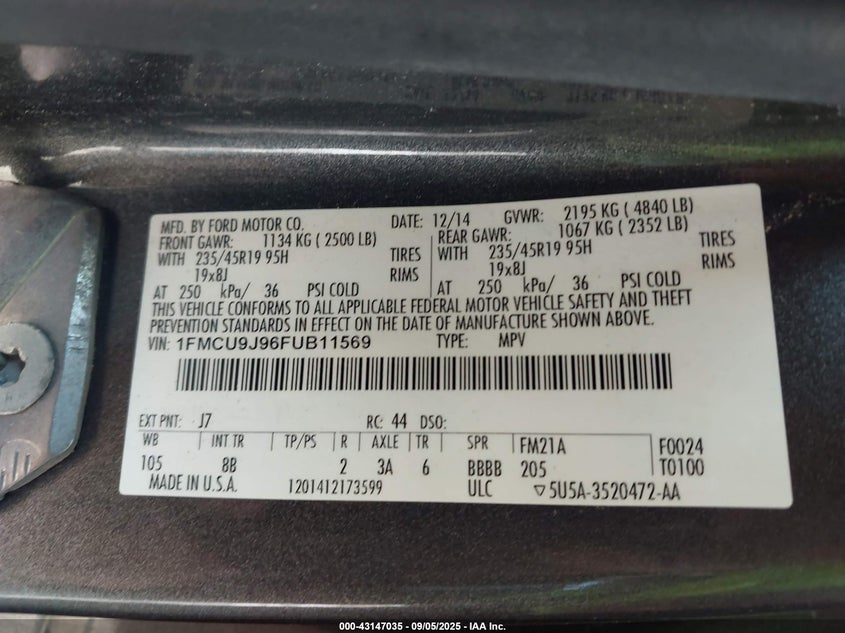 MFD. BY FORD MOTOR CO. DATE: 12/14 GVWR: 2195 KG ( 4840 LB)
FRONT GAWR: 1134 KG ( 2500 LB) REAR GAWR: 1067 KG ( 2352 LB)
WITH 235/45R19 95H TIRES WITH 235/45R19 95H TIRES
19x8J RIMS 19x8J RIMS
AT 250 kPa/ 36 PSI COLD AT 250 kPa/ 36 PSI COLD
THIS VEHICLE CONFORMS TO ALL APPLICABLE FEDERAL MOTOR VEHICLE SAFETY AND THEFT
PREVENTION STANDARDS IN EFFECT ON THE DATE OF MANUFACTURE SHOWN ABOVE.
VIN: 1FMCU9J96FUB11569 TYPE: MPV
EXT PNT: J7 RC: 44 DSO:
WB INT TR TP/PS R AXLE TR SPR FM21A F0024
105 8B 2 3A 6 BBBB 205 T0100
MADE IN U.S.A. 1201412173599 ULC ▽5U5A-3520472-AA
000-43147035 - 09/05/2025 - IAA Inc.